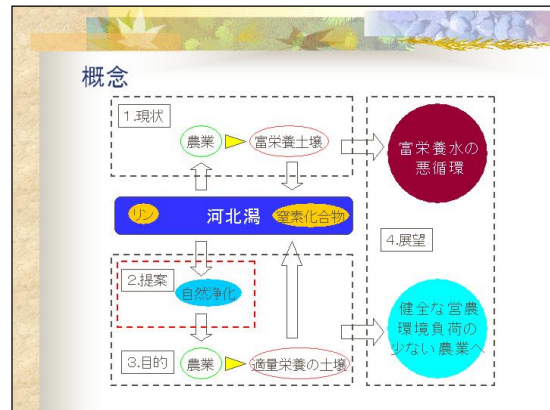 概念
1.現状
農業
富栄養土壌
富栄養水の
悪循環
リン
河北潟
窒素化合物
4.展望
2.提案
自然浄化
健全な営農
環境負荷の
少ない農業へ
3.目的
農業
適量栄養の土壌